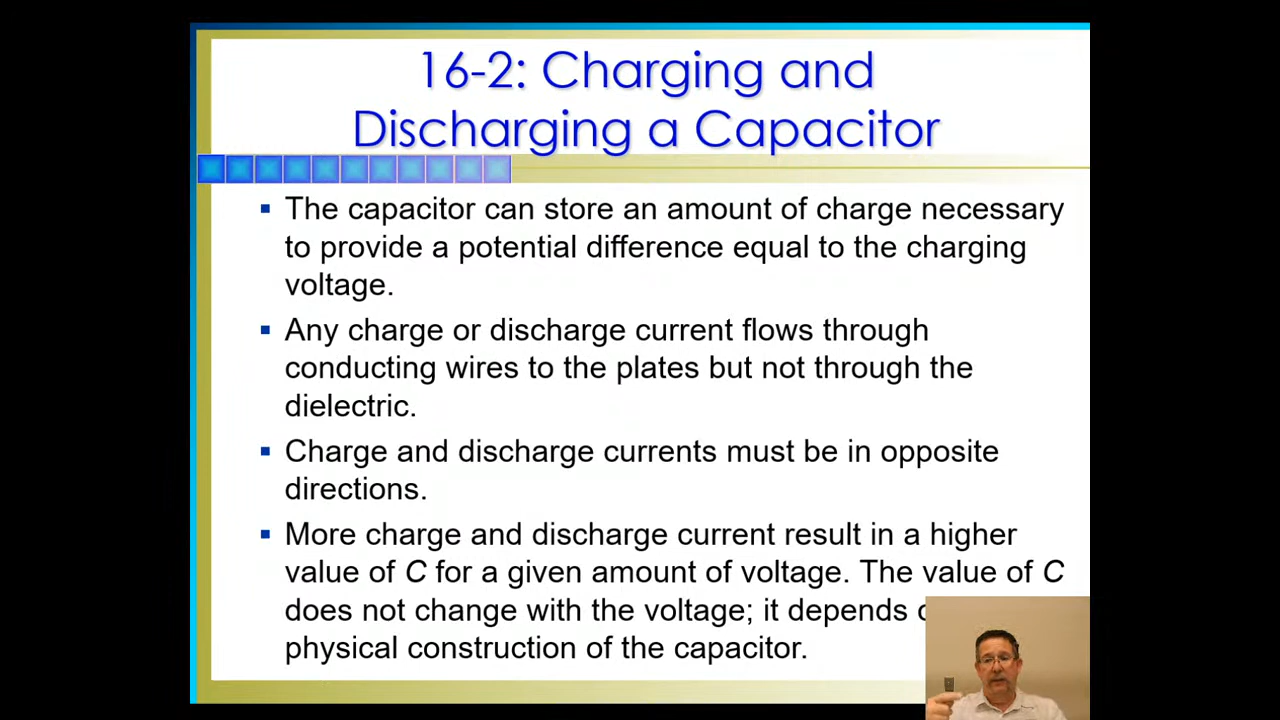 16-2: Charging and
Discharging a Capacitor
The capacitor can store an amount of charge necessary
to provide a potential difference equal to the charging
voltage.
Any charge or discharge current flows through
conducting wires to the plates but not through the
dielectric.
Charge and discharge currents must be in opposite
directions.
More charge and discharge current result in a higher
value of C for a given amount of voltage. The value of C
does not change with the voltage; it depends
physical construction of the capacitor.